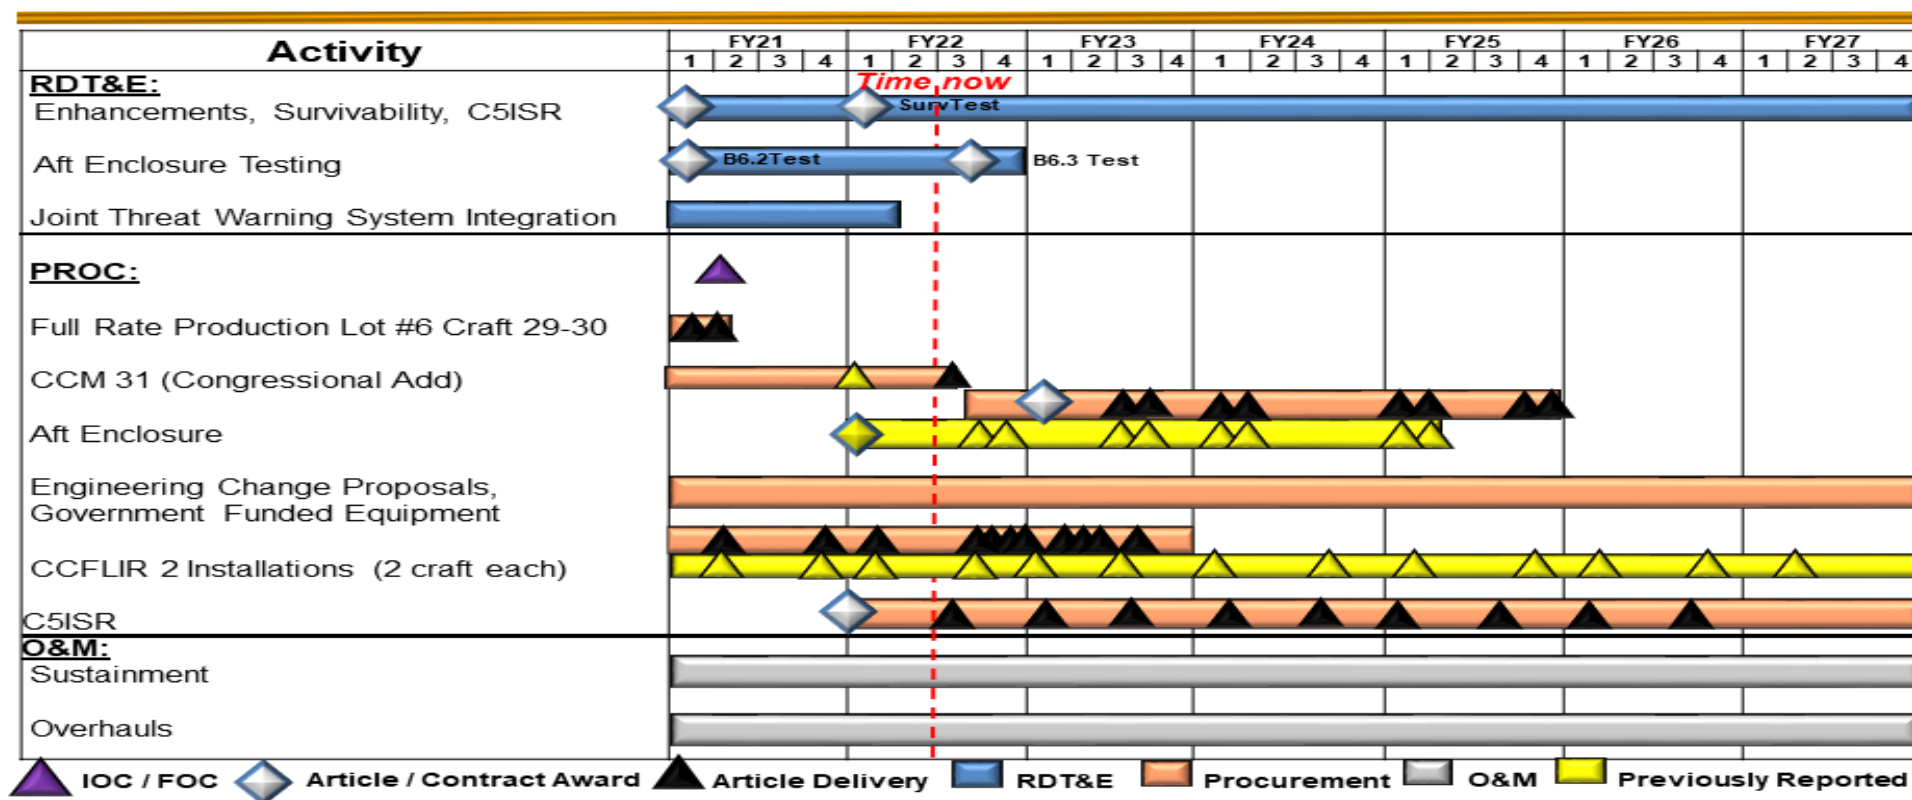 Activity
FY21 FY22 FY23 FY24 FY25 FY26 FY27
1 2 3 4 1 2 3 4 1 2 3 4 1 2 3 4 1 2 3 4 1 2 3 4 1 2 3 4
RDT&E:
Time now
Enhancements, Survivability, C5ISR
SurvTest
Aft Enclosure Testing
B6.2Test
B6.3 Test
Joint Threat Warning System Integration
PROC:
Full Rate Production Lot #6 Craft 29-30
CCM 31 (Congressional Add)
Aft Enclosure
Engineering Change Proposals,
Government Funded Equipment
CCFLIR 2 Installations (2 craft each)
C5ISR
O&M:
Sustainment
Overhauls
IOC / FOC Article / Contract Award Article Delivery RDT&E Procurement O&M Previously Reported